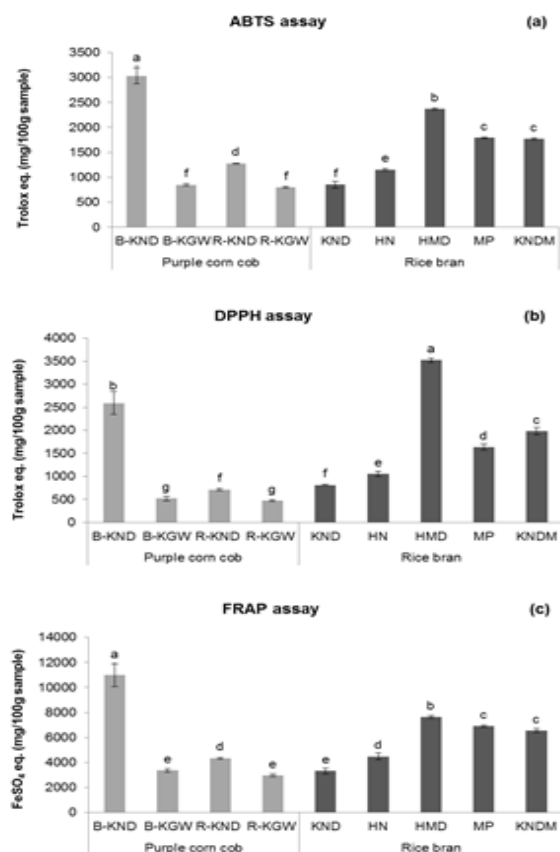 ABTS assay (a)
Trolox eq. (mg/100g sample)
3500
3000
2500
2000
1500
1000
500
0
a f d f f e b c c
B-KND B-KGW R-KND R-KGW KND HN HMD MP KNDM
Purple corn cob Rice bran
DPPH assay (b)
Trolox eq. (mg/100g sample)
4000
3500
3000
2500
2000
1500
1000
500
0
b g f g f e a d c
B-KND B-KGW R-KND R-KGW KND HN HMD MP KNDM
Purple corn cob Rice bran
FRAP assay (c)
FeSO₄ eq. (mg/100g sample)
14000
12000
10000
8000
6000
4000
2000
0
a e d e e d b c c
B-KND B-KGW R-KND R-KGW KND HN HMD MP KNDM
Purple corn cob Rice bran